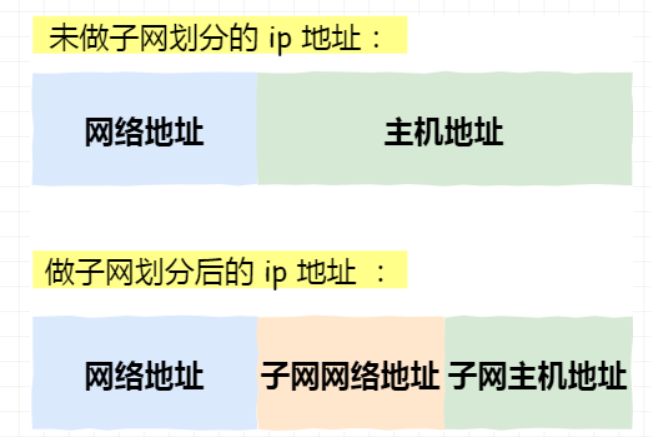 未做子网划分的 ip 地址：
网络地址 主机地址
做子网划分后的 ip 地址 ：
网络地址 子网网络地址 子网主机地址